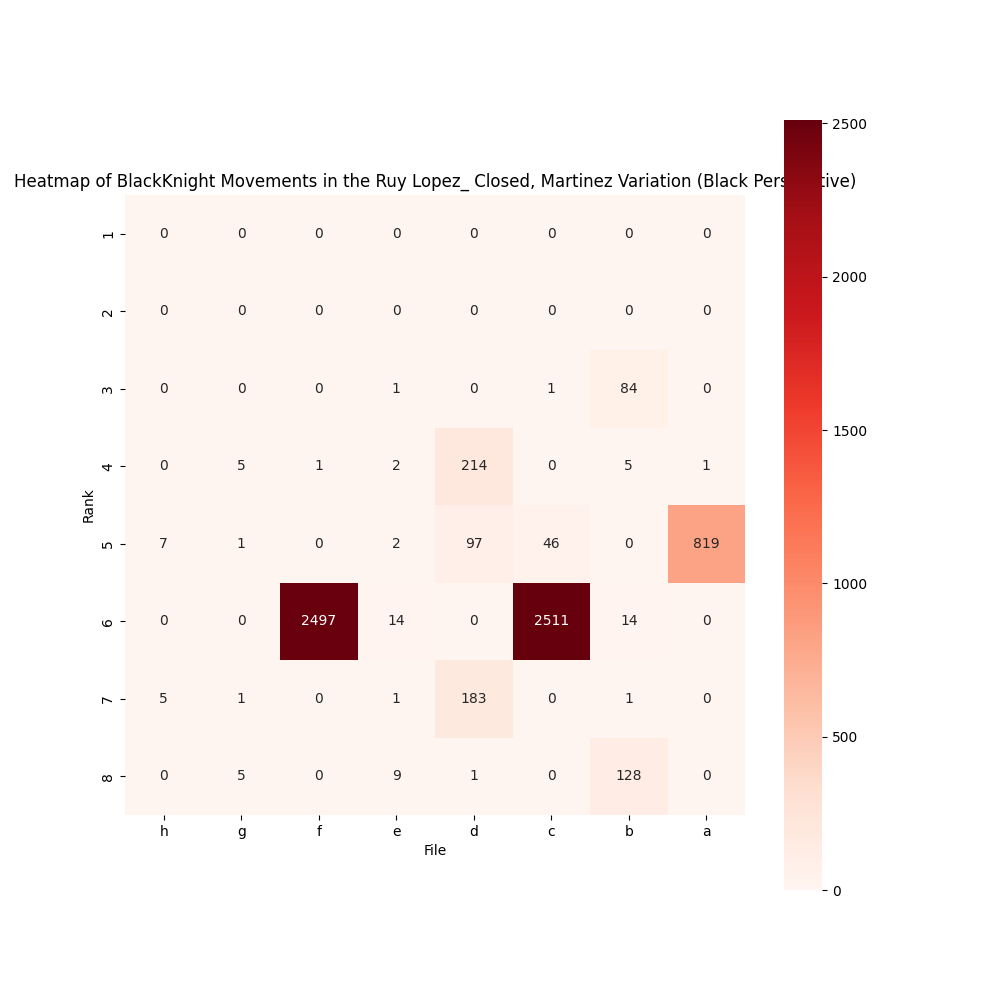 2500
Heatmap of BlackKnight Movements in the Ruy Lopez_ Closed, Martinez Variation (Black Pers tive)
1 0 0 0 0 0 0 0 0
2000
2 0 0 0 0 0 0 0 0
3 0 0 0 1 0 1 84 0
1500
4 0 5 1 2 214 0 5 1
Rank
5 7 1 0 2 97 46 0 819
1000
6 0 0 2497 14 0 2511 14 0
7 5 1 0 1 183 0 1 0
500
8 0 5 0 9 1 0 128 0
h g f e d c b a
File
0